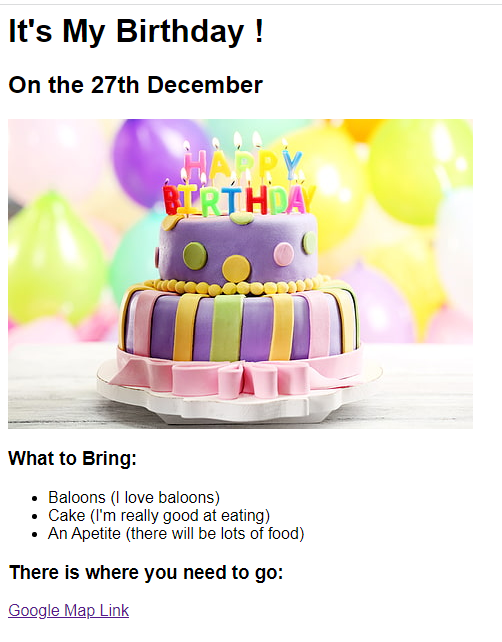 It's My Birthday !
On the 27th December
HAPPY
BIRTHDAY
What to Bring:
Baloons (I love baloons)
Cake (I'm really good at eating)
An Apetite (there will be lots of food)
There is where you need to go:
Google Map Link